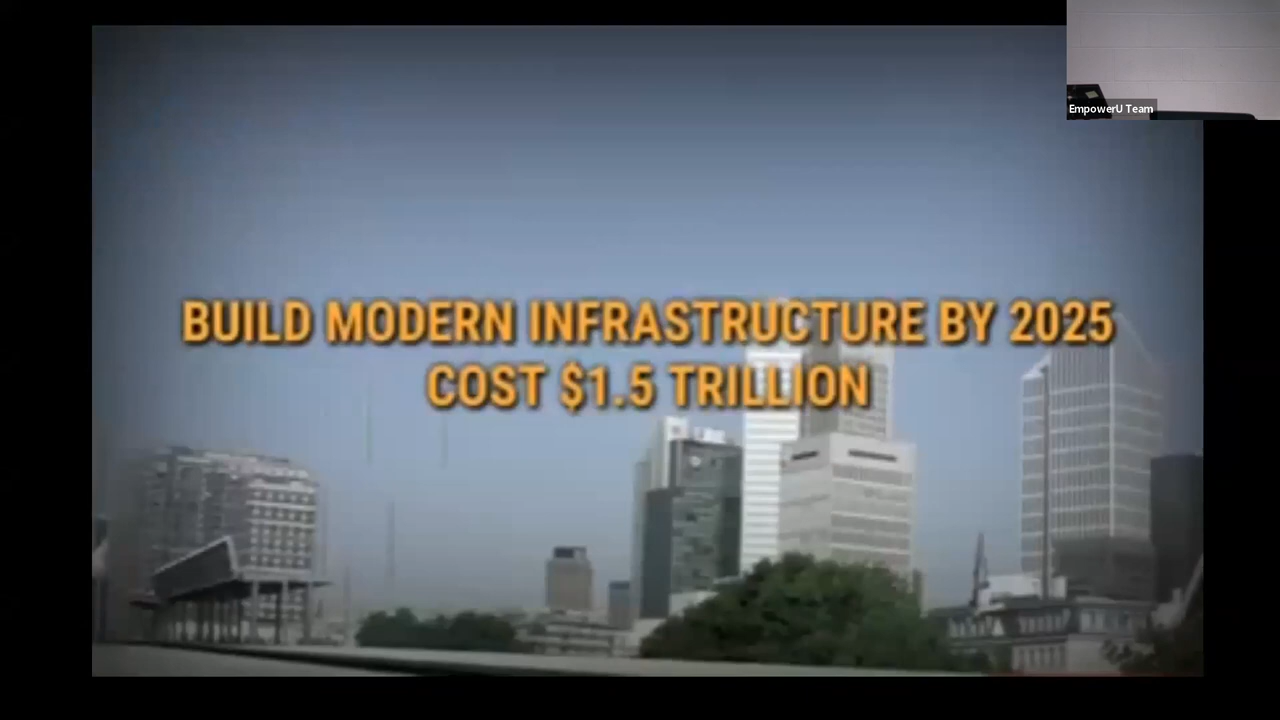 EmpowerU Team
BUILD MODERN INFRASTRUCTURE BY 2025
COST $1.5 TRILLION